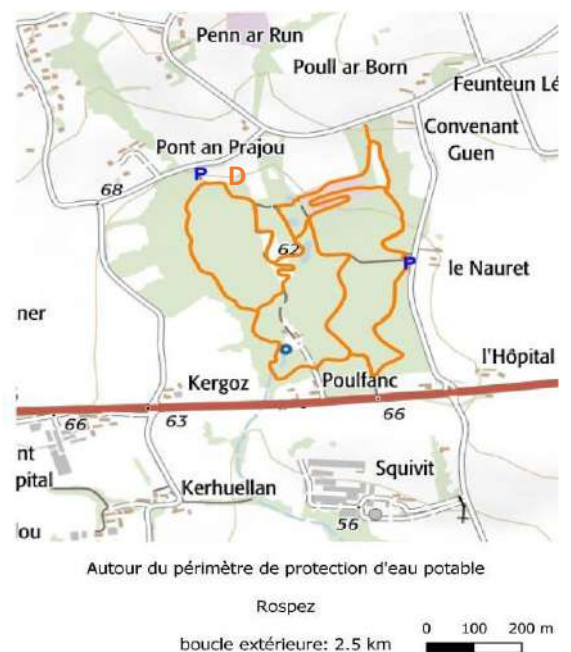 Penn ar Run
Poull ar Born
Feunteun Lé
Convenant
Guen
Pont an Prajou
P
D
68
62
P
le Nauret
ner
l'Hôpital
Kergoz
Poulfanc
66
63
66
nt
pital
Squivit
Kerhuellan
lou
56
Autour du périmètre de protection d'eau potable
Rospez
boucle extérieure: 2.5 km
0 100 200 m